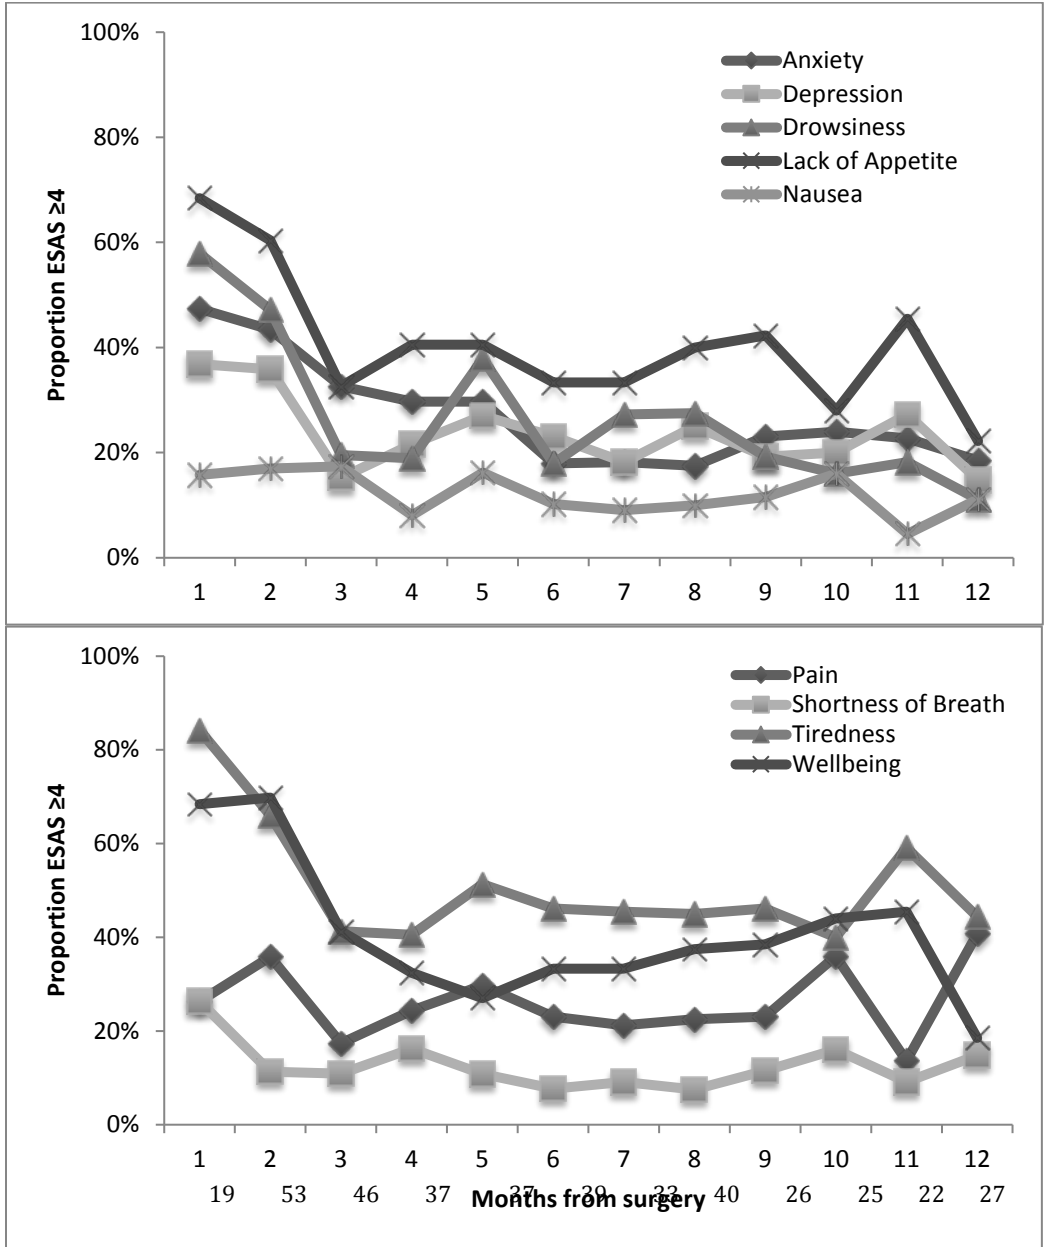 100%
80%
60%
40%
20%
0%
Proportion ESAS ≥4
Anxiety
Depression
Drowsiness
Lack of Appetite
Nausea
1 2 3 4 5 6 7 8 9 10 11 12
100%
80%
60%
40%
20%
0%
Proportion ESAS ≥4
Pain
Shortness of Breath
Tiredness
Wellbeing
1 2 3 4 5 6 7 8 9 10 11 12
19 53 46 37 40 26 25 22 27
Months from surgery